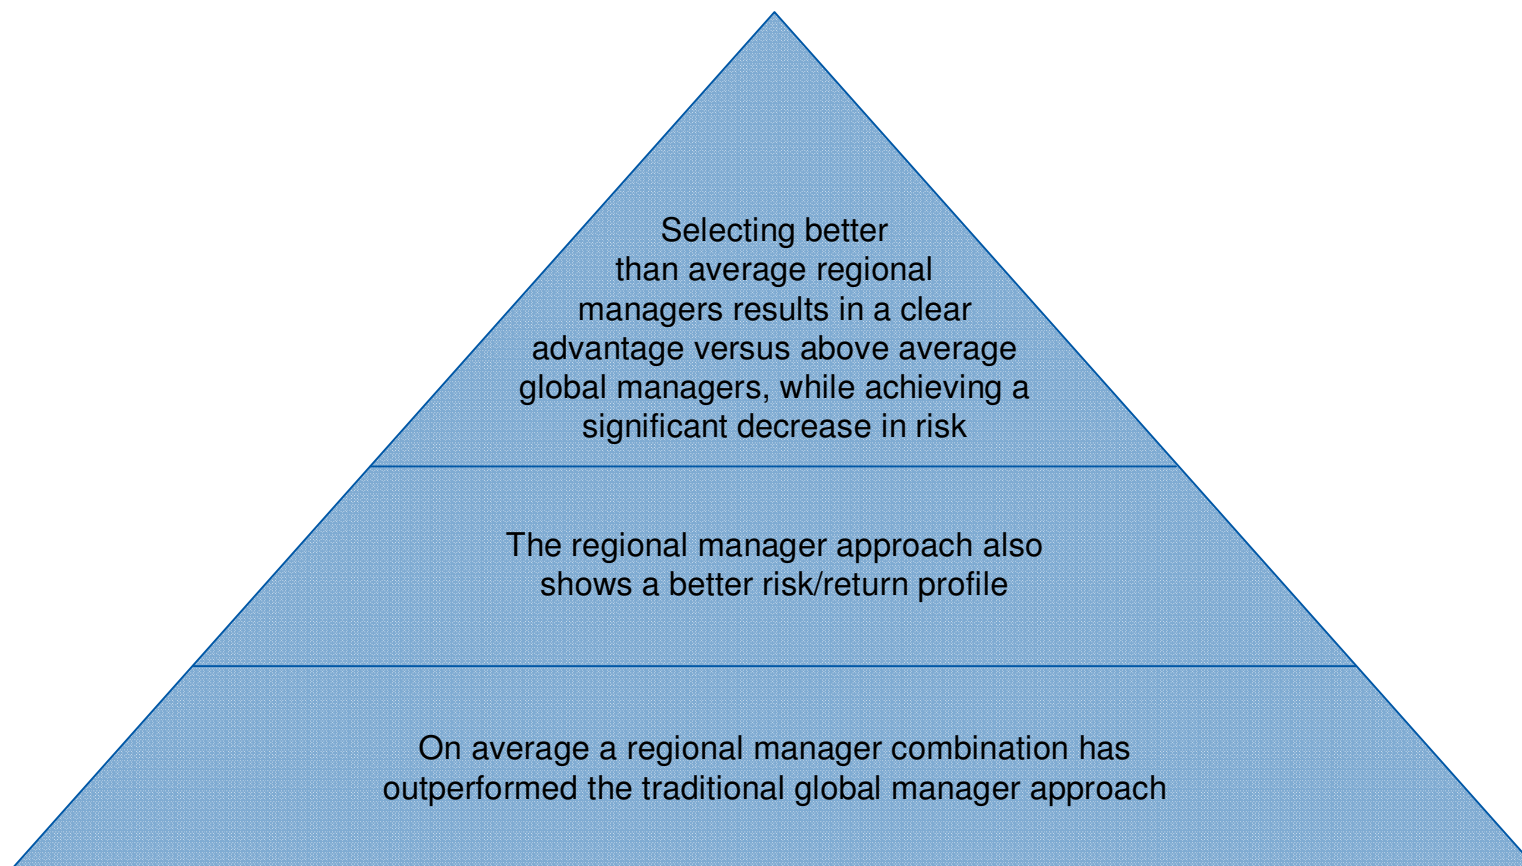 Selecting better
than average regional
managers results in a clear
advantage versus above average
global managers, while achieving a
significant decrease in risk
The regional manager approach also
shows a better risk/return profile
On average a regional manager combination has
outperformed the traditional global manager approach